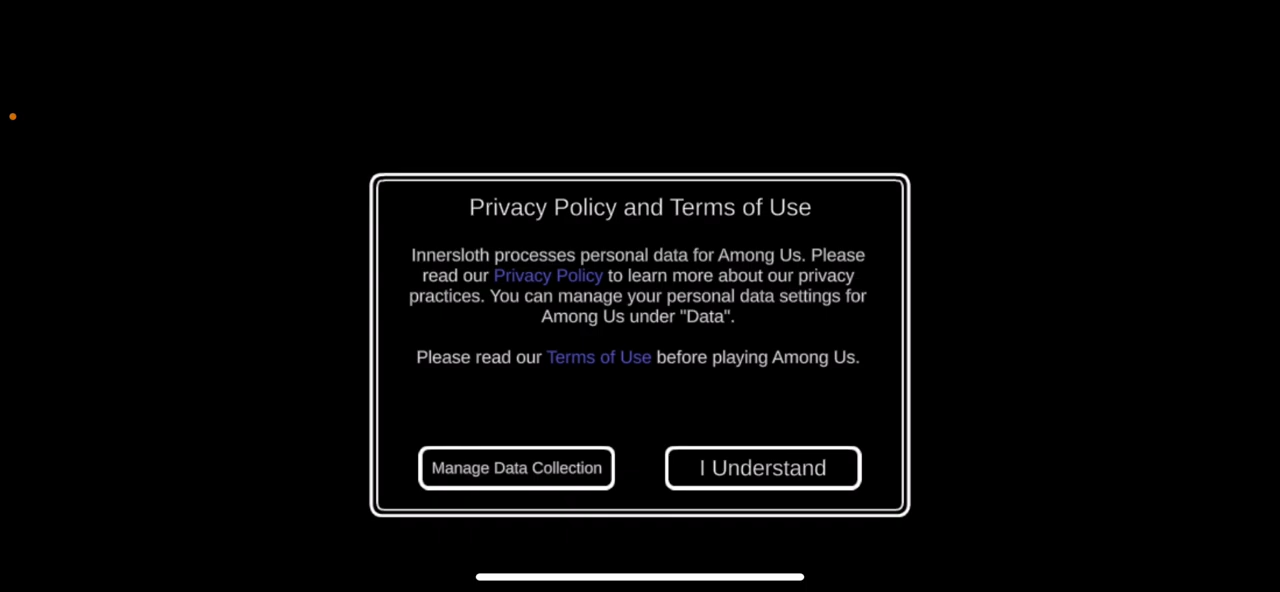 Privacy Policy and Terms of Use
Innersloth processes personal data for Among Us. Please
read our Privacy Policy to learn more about our privacy
practices. You can manage your personal data settings for
Among Us under "Data".
Please read our Terms of Use before playing Among Us.
Manage Data Collection
I Understand